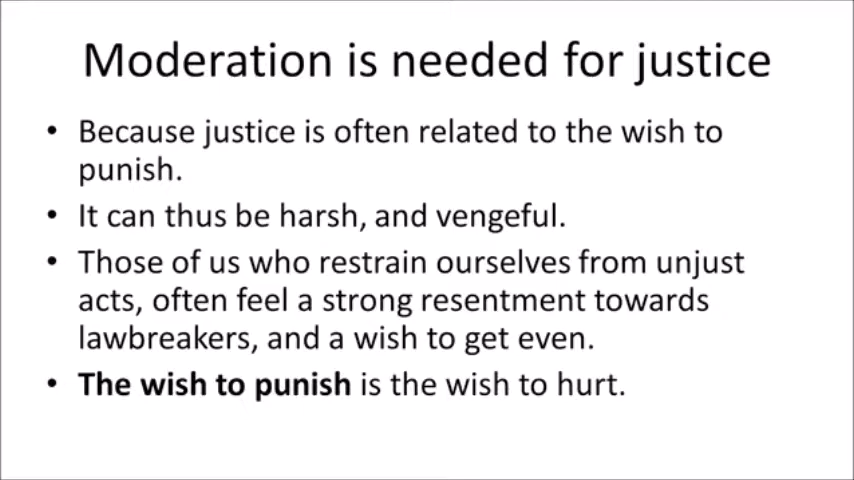 Moderation is needed for justice
• Because justice is often related to the wish to
punish.
• It can thus be harsh, and vengeful.
• Those of us who restrain ourselves from unjust
acts, often feel a strong resentment towards
lawbreakers, and a wish to get even.
• The wish to punish is the wish to hurt.